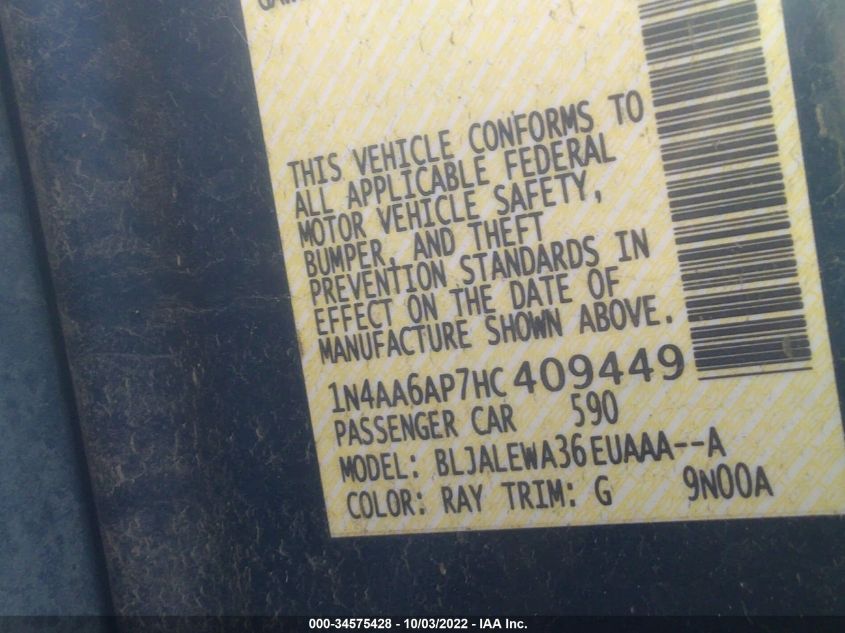 THIS VEHICLE CONFORMS TO
ALL APPLICABLE FEDERAL
MOTOR VEHICLE SAFETY,
BUMPER, AND THEFT
PREVENTION STANDARDS IN
EFFECT ON THE DATE OF
MANUFACTURE SHOWN ABOVE.
1N4AA6AP7HC409449
PASSENGER CAR 590
MODEL: BLJALEWA36EUAAA--A
COLOR: RAY TRIM: G 9N00A
000-34575428 - 10/03/2022 - IAA Inc.